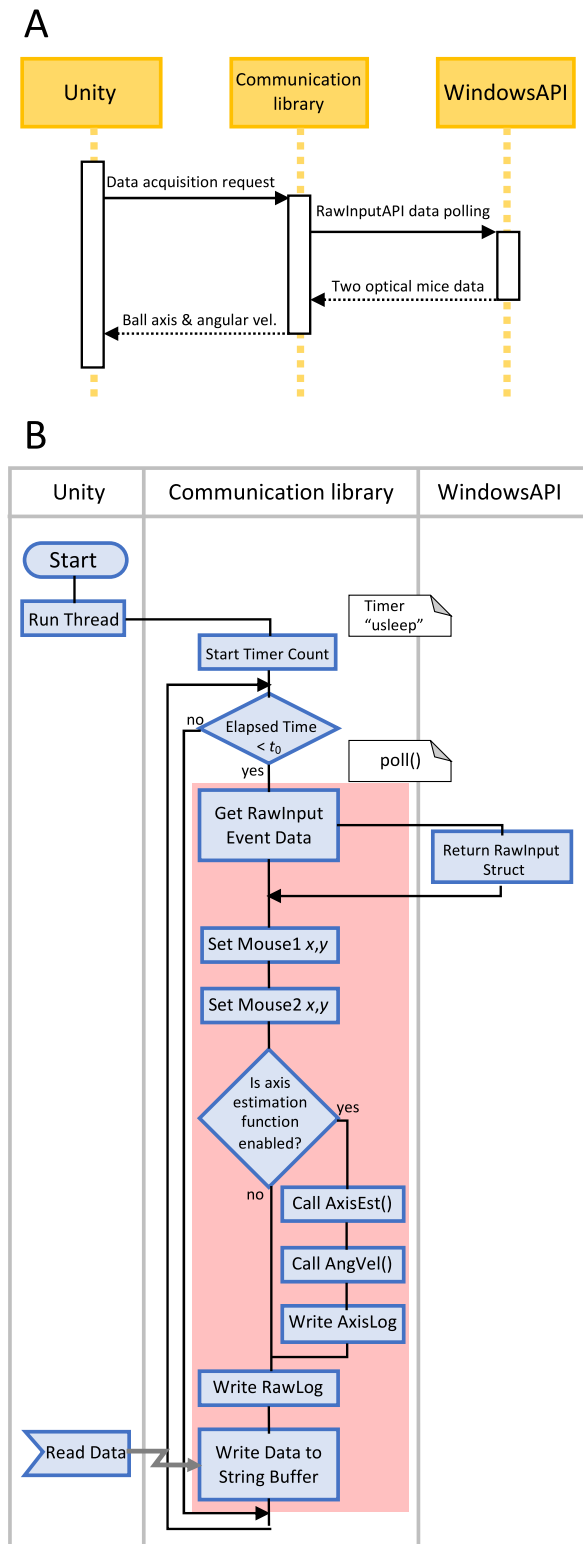 A
Unity
Communication
library
WindowsAPI
Data acquisition request
RawInputAPI data polling
Two optical mice data
Ball axis & angular vel.
B
Unity
Communication library
WindowsAPI
Start
Run Thread
Timer
“usleep”
Start Timer Count
no
Elapsed Time
< t0
yes
poll()
Get RawInput
Event Data
Return RawInput
Struct
Set Mouse1 x,y
Set Mouse2 x,y
Is axis
estimation
function
enabled?
yes
no
Call AxisEst()
Call AngVel()
Write AxisLog
Write RawLog
Read Data
Write Data to
String Buffer